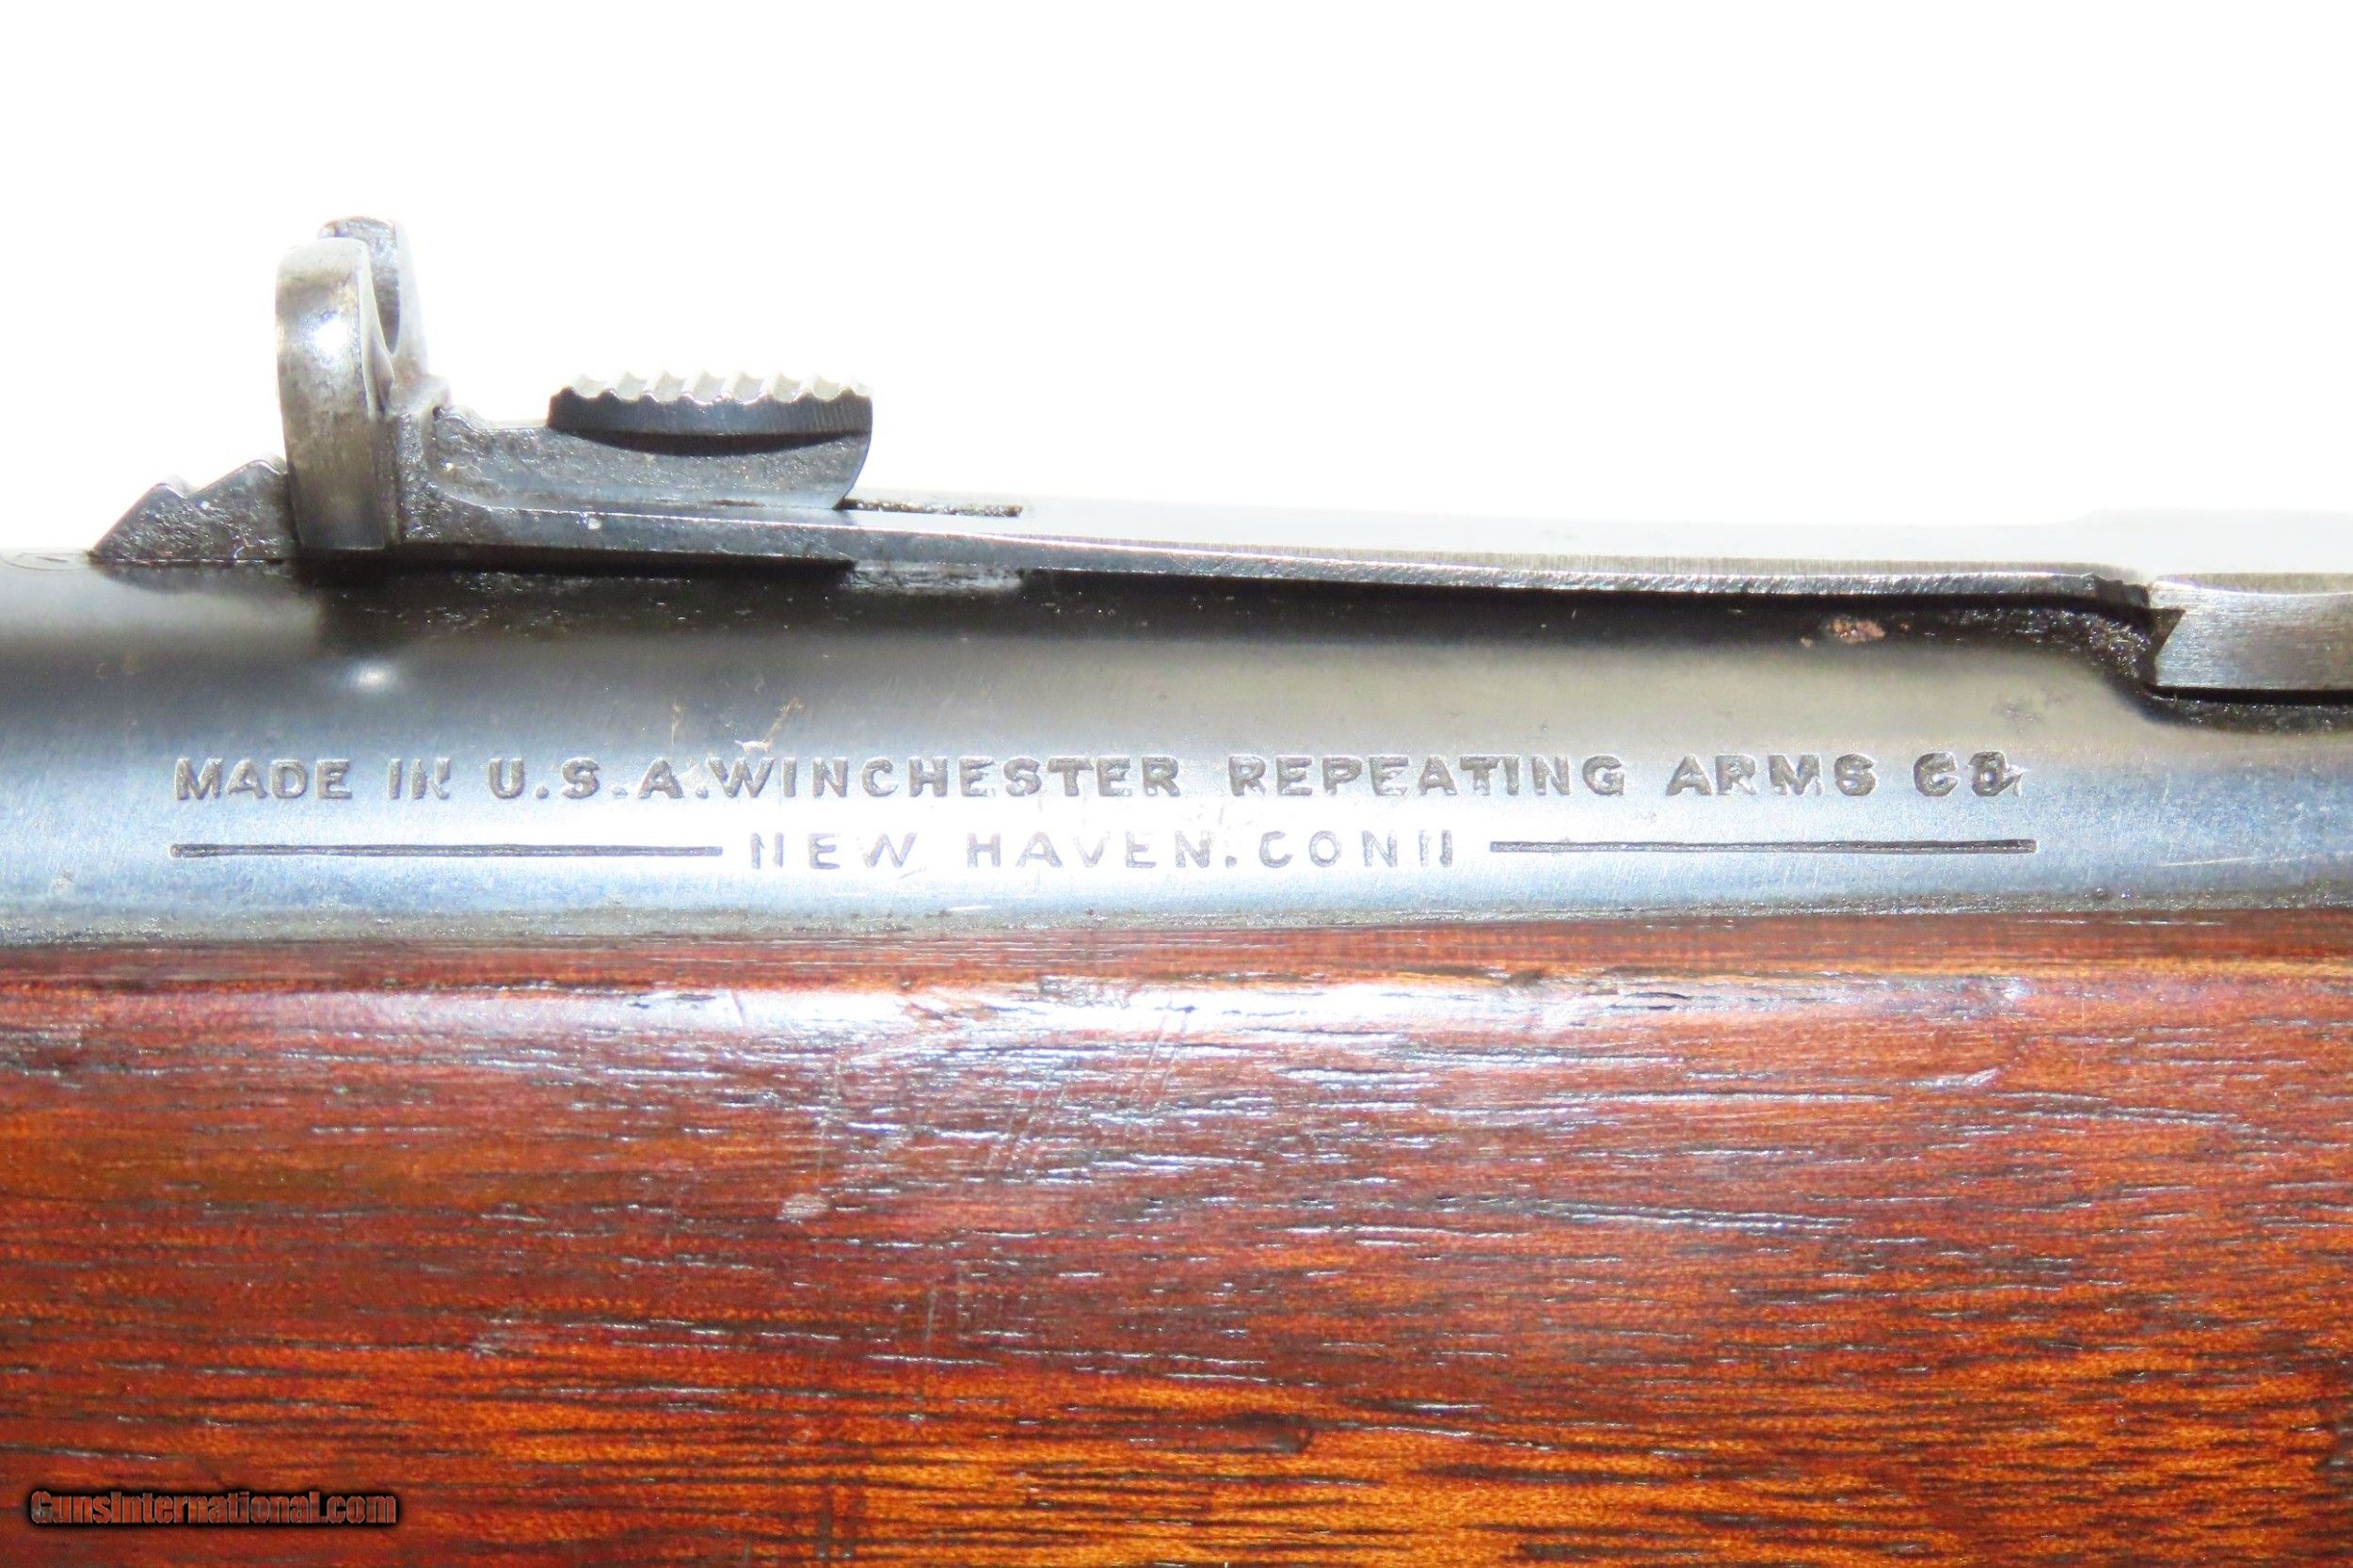 MADE IN U.S.A. WINCHESTER REPEATING ARMS CO.
NEW HAVEN. CONN
GunsInternational.com